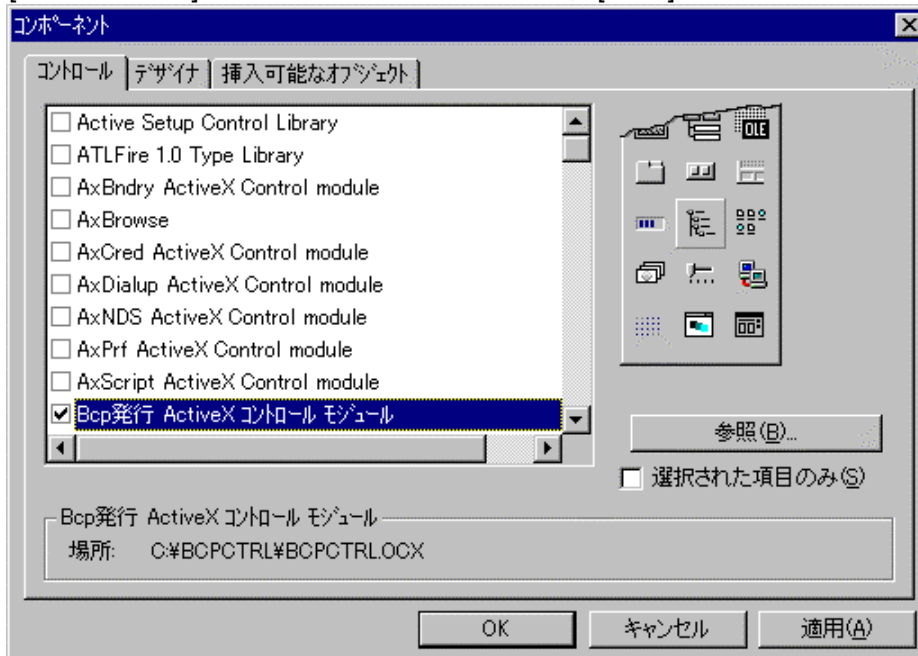 コンポーネント
コントロール デザイナ 挿入可能なオブジェクト
Active Setup Control Library
ATLFire 1.0 Type Library
AxBndry ActiveX Control module
AxBrowse
AxCred ActiveX Control module
AxDialup ActiveX Control module
AxNDS ActiveX Control module
AxPrf ActiveX Control module
AxScript ActiveX Control module
Bcp発行 ActiveX コントロール モジュール
OLE
参照(B)...
選択された項目のみ(S)
Bcp発行 ActiveX コントロール モジュール
場所: C:¥BCPCTRL¥BCPCTRL.OCX
OK キャンセル 適用(A)